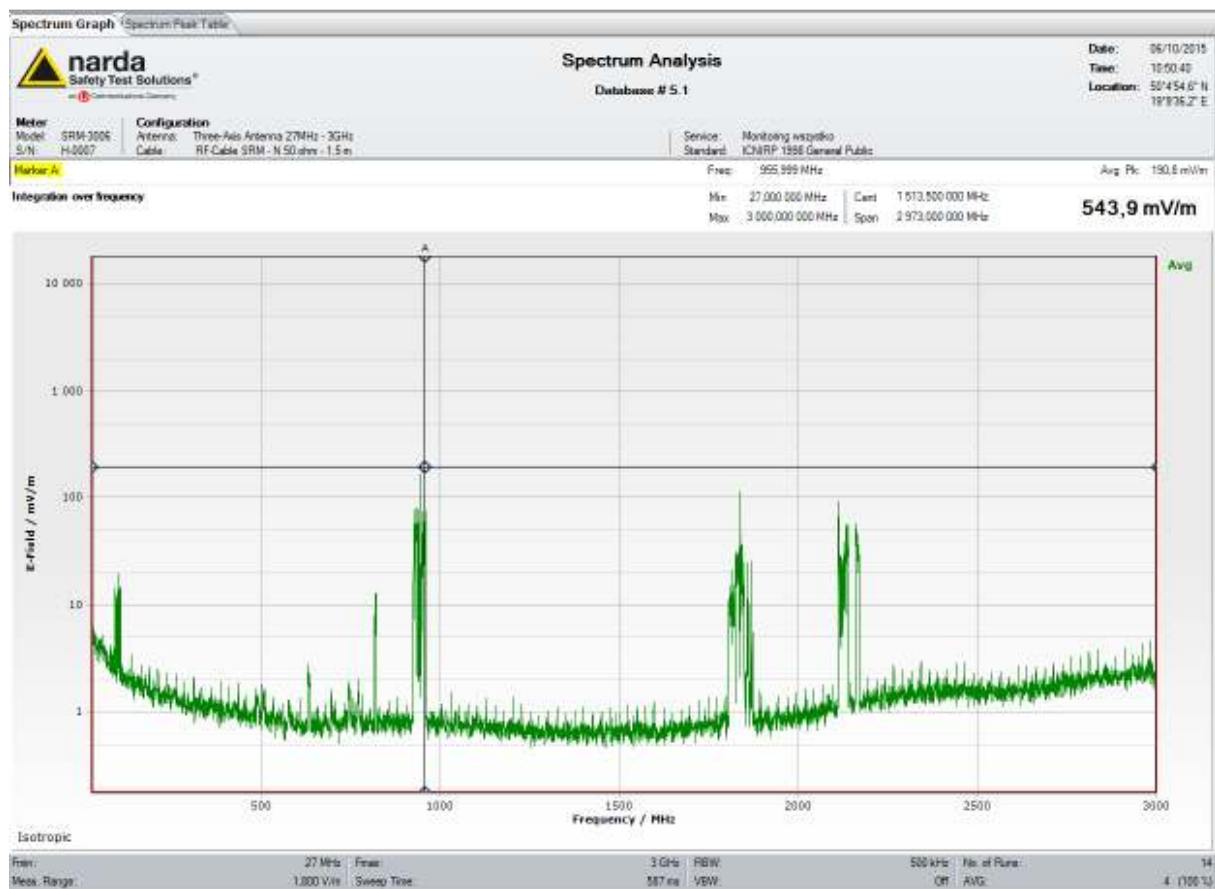 Spectrum Graph Spectrum Peak Table
narda
Safety Test Solutions®
Spectrum Analysis
Database # 5.1
Date: 06/10/2015
Time: 10:50:40
Location: 50°4'54,6" N
19°9'36,2" E
Meter
Model: SRM-3006
S/N: H-0007
Configuration
Antenna: Three-Axis Antenna 27MHz - 3GHz
Cable: RF-Cable SRM - N 50 ohm - 1.5 m
Service: Monitoring wszystko
Standard: ICNIRP 1998 General Public
Marker A:
Freq: 955,999 MHz
Avg Pk: 190,6 mV/m
Integration over frequency
Min 27,000 000 MHz Cent 1 513,500 000 MHz
Max 3 000,000 000 MHz Span 2 973,000 000 MHz
543,9 mV/m
A
Avg
10 000
1 000
100
10
1
E-Field / mV/m
500 1000 1500 2000 2500 3000
Frequency / MHz
Isotropic
Fmin: 27 MHz Fmax: 3 GHz RBW: 500 kHz No. of Runs: 14
Meas. Range: 1,000 V/m Sweep Time: 587 ms VBW: Off AVG: 4 (100 %)